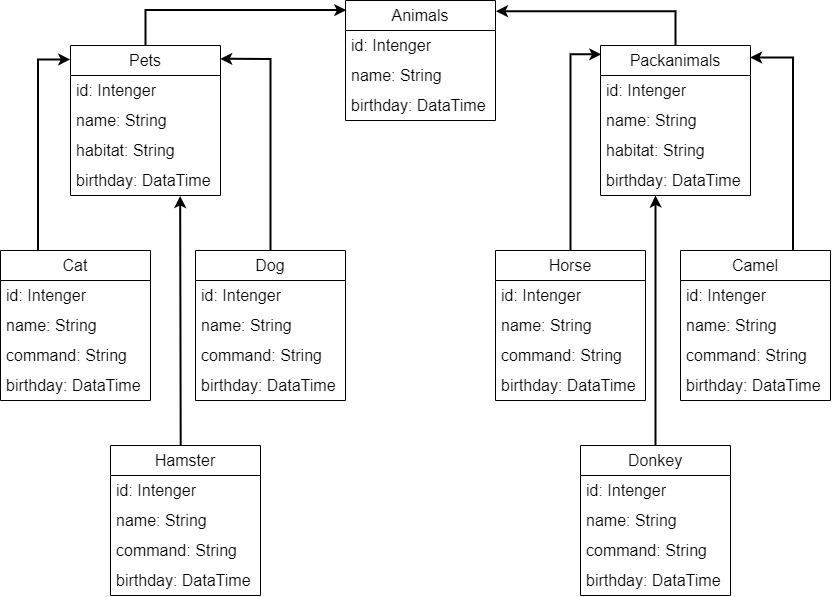 Animals
id: Intenger
name: String
birthday: DataTime
Pets
id: Intenger
name: String
habitat: String
birthday: DataTime
Packanimals
id: Intenger
name: String
habitat: String
birthday: DataTime
Cat
id: Intenger
name: String
command: String
birthday: DataTime
Dog
id: Intenger
name: String
command: String
birthday: DataTime
Horse
id: Intenger
name: String
command: String
birthday: DataTime
Camel
id: Intenger
name: String
command: String
birthday: DataTime
Hamster
id: Intenger
name: String
command: String
birthday: DataTime
Donkey
id: Intenger
name: String
command: String
birthday: DataTime